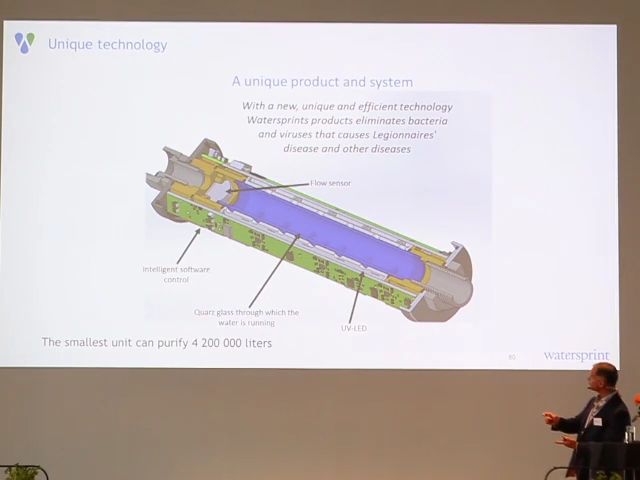 Unique technology
A unique product and system
With a new, unique and efficient technology
Watersprints products eliminates bacteria
and viruses that causes Legionnaires'
disease and other diseases
Flow sensor
Intelligent software
control
Quarz glass through which the
water is running
UV-LED
The smallest unit can purify 4 200 000 liters
watersprint